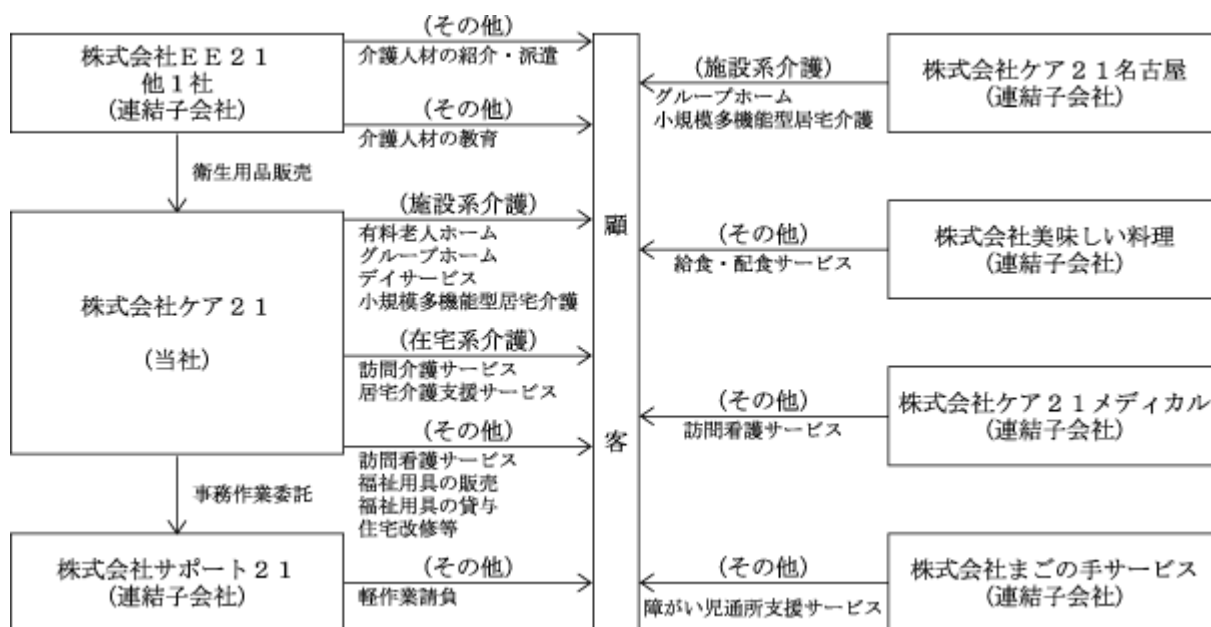 株式会社ＥＥ２１
他１社
(連結子会社)
(その他)
介護人材の紹介・派遣
(その他)
介護人材の教育
衛生用品販売
株式会社ケア２１
(当社)
(施設系介護)
有料老人ホーム
グループホーム
デイサービス
小規模多機能型居宅介護
(在宅系介護)
訪問介護サービス
居宅介護支援サービス
(その他)
訪問看護サービス
福祉用具の販売
福祉用具の貸与
住宅改修等
事務作業委託
株式会社サポート２１
(連結子会社)
(その他)
軽作業請負
顧
客
(施設系介護)
グループホーム
小規模多機能型居宅介護
株式会社ケア２１名古屋
(連結子会社)
(その他)
給食・配食サービス
株式会社美味しい料理
(連結子会社)
(その他)
訪問看護サービス
株式会社ケア２１メディカル
(連結子会社)
(その他)
障がい児通所支援サービス
株式会社まごの手サービス
(連結子会社)